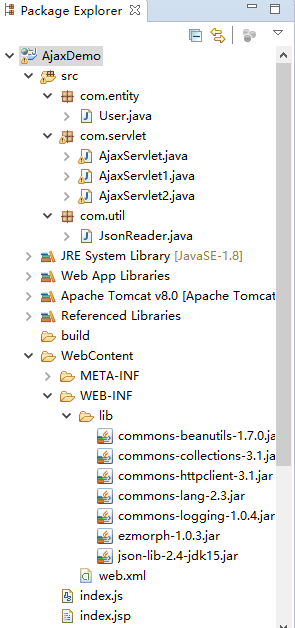 Package Explorer
AjaxDemo
src
com.entity
User.java
com.servlet
AjaxServlet.java
AjaxServlet1.java
AjaxServlet2.java
com.util
JsonReader.java
JRE System Library [JavaSE-1.8]
Web App Libraries
Apache Tomcat v8.0 [Apache Tomcat
Referenced Libraries
build
WebContent
META-INF
WEB-INF
lib
commons-beanutils-1.7.0.ja
commons-collections-3.1.ja
commons-httpclient-3.1.jar
commons-lang-2.3.jar
commons-logging-1.0.4.jar
ezmorph-1.0.3.jar
json-lib-2.4-jdk15.jar
web.xml
index.js
index.jsp